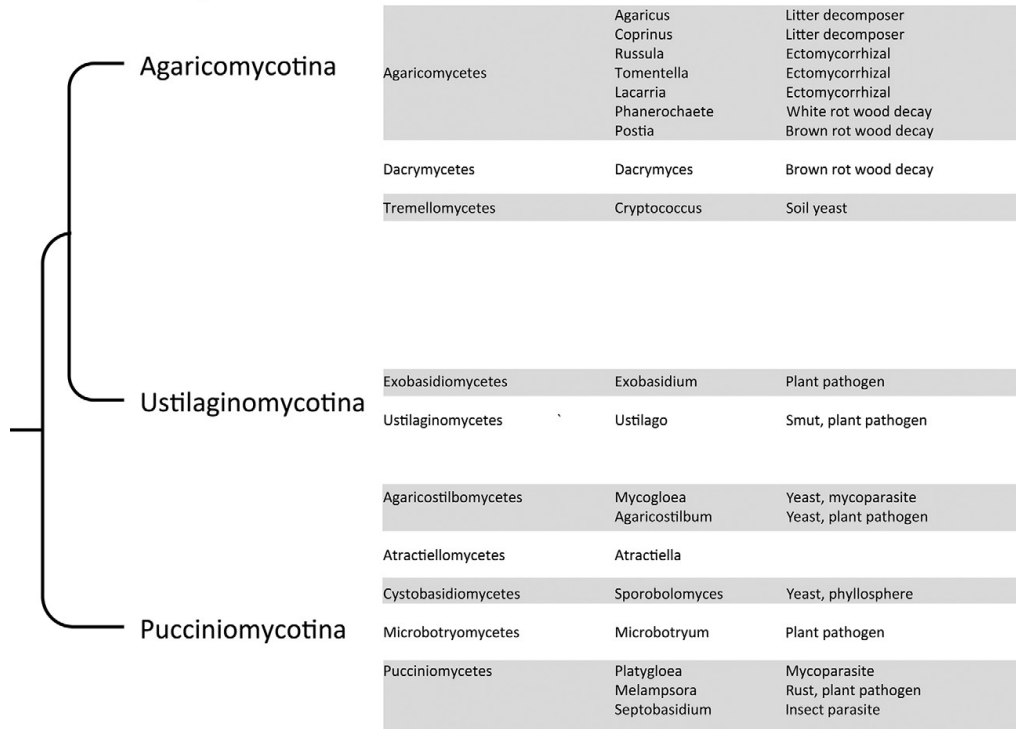 Agaricus Litter decomposer
Coprinus Litter decomposer
Russula Ectomycorrhizal
Agaricomycotina Agaricomycetes Tomentella Ectomycorrhizal
Lacarria Ectomycorrhizal
Phanerochaete White rot wood decay
Postia Brown rot wood decay
Dacrymycetes Dacrymyces Brown rot wood decay
Tremellomycetes Cryptococcus Soil yeast
Exobasidiomycetes Exobasidium Plant pathogen
Ustilaginomycotina
Ustilaginomycetes ` Ustilago Smut, plant pathogen
Agaricostilbomycetes Mycogloea Yeast, mycoparasite
Agaricostilbum Yeast, plant pathogen
Atractiellomycetes Atractiella
Cystobasidiomycetes Sporobolomyces Yeast, phyllosphere
Pucciniomycotina Microbotryomycetes Microbotryum Plant pathogen
Pucciniomycetes Platygloea Mycoparasite
Melampsora Rust, plant pathogen
Septobasidium Insect parasite